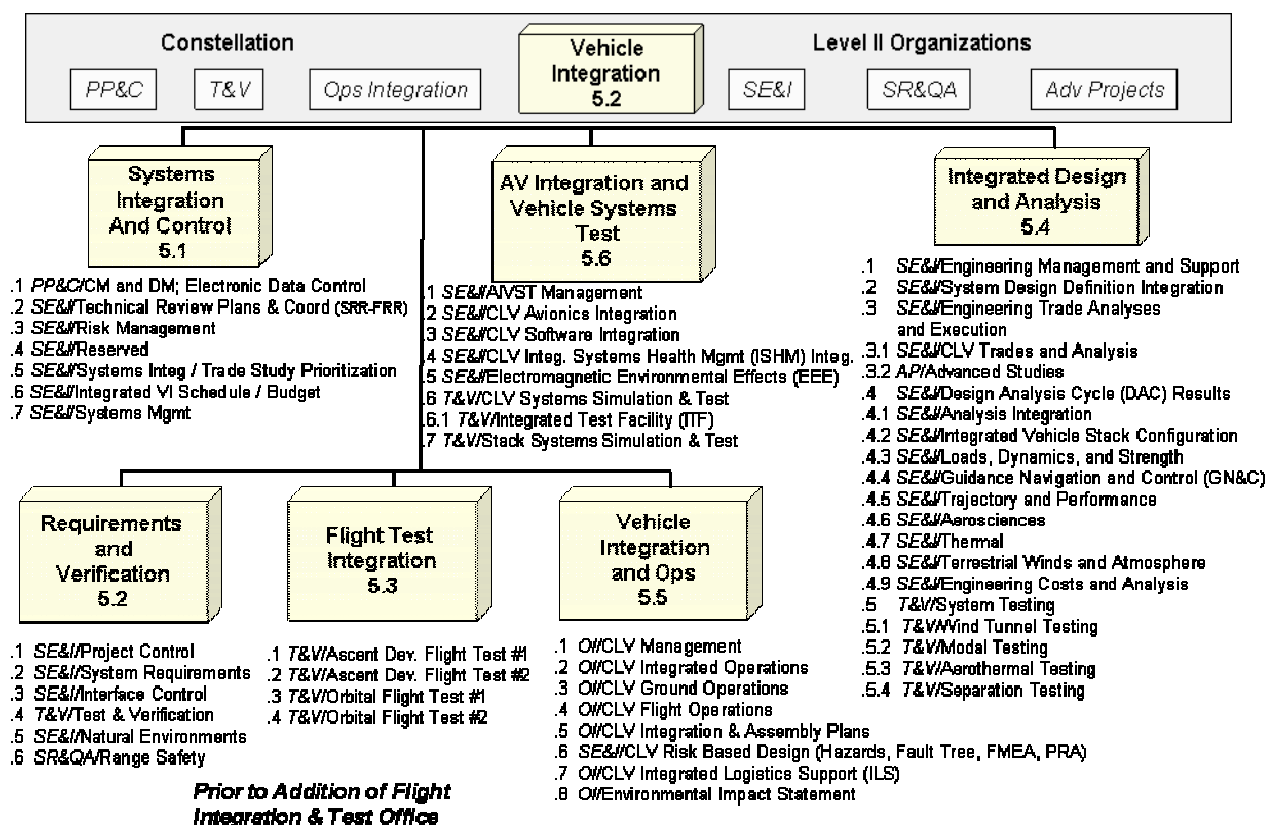 Constellation
Level II Organizations
PP&C
T&V
Ops Integration
Vehicle
Integration
5.2
SE&I
SR&QA
Adv Projects
Systems
Integration
And Control
5.1
.1 PP&C/CM and DM; Electronic Data Control
.2 SE&I/Technical Review Plans & Coord (SRR-FRR)
.3 SE&I/Risk Management
.4 SE&I/Reserved
.5 SE&I/Systems Integ / Trade Study Prioritization
.6 SE&I/Integrated VI Schedule / Budget
.7 SE&I/Systems Mgmt
AV Integration and
Vehicle Systems
Test
5.6
.1 SE&I/AIVST Management
.2 SE&I/CLV Avionics Integration
.3 SE&I/CLV Software Integration
.4 SE&I/CLV Integ. Systems Health Mgmt (ISHM) Integ.
.5 SE&I/Electromagnetic Environmental Effects (EEE)
.6 T&V/CLV Systems Simulation & Test
.6.1 T&V/Integrated Test Facility (ITF)
.7 T&V/Stack Systems Simulation & Test
Integrated Design
and Analysis
5.4
.1 SE&I/Engineering Management and Support
.2 SE&I/System Design Definition Integration
.3 SE&I/Engineering Trade Analyses
and Execution
.3.1 SE&I/CLV Trades and Analysis
.3.2 AP/Advanced Studies
.4 SE&I/Design Analysis Cycle (DAC) Results
.4.1 SE&I/Analysis Integration
.4.2 SE&I/Integrated Vehicle Stack Configuration
.4.3 SE&I/Loads, Dynamics, and Strength
.4.4 SE&I/Guidance Navigation and Control (GN&C)
.4.5 SE&I/Trajectory and Performance
.4.6 SE&I/Aerosciences
.4.7 SE&I/Thermal
.4.8 SE&I/Terrestrial Winds and Atmosphere
.4.9 SE&I/Engineering Costs and Analysis
.5 T&V/System Testing
.5.1 T&V/Wind Tunnel Testing
.5.2 T&V/Modal Testing
.5.3 T&V/Aerothermal Testing
.5.4 T&V/Separation Testing
Requirements
and
Verification
5.2
.1 SE&I/Project Control
.2 SE&I/System Requirements
.3 SE&I/Interface Control
.4 T&V/Test & Verification
.5 SE&I/Natural Environments
.6 SR&QA/Range Safety
Flight Test
Integration
5.3
.1 T&V/Ascent Dev. Flight Test #1
.2 T&V/Ascent Dev. Flight Test #2
.3 T&V/Orbital Flight Test #1
.4 T&V/Orbital Flight Test #2
Vehicle
Integration
and Ops
5.5
.1 OI/CLV Management
.2 OI/CLV Integrated Operations
.3 OI/CLV Ground Operations
.4 OI/CLV Flight Operations
.5 OI/CLV Integration & Assembly Plans
.6 SE&I/CLV Risk Based Design (Hazards, Fault Tree, FMEA, PRA)
.7 OI/CLV Integrated Logistics Support (ILS)
.8 OI/Environmental Impact Statement
Prior to Addition of Flight
Integration & Test Office